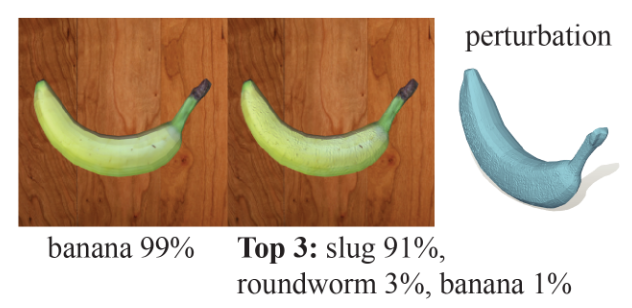 perturbation
banana 99%
Top 3: slug 91%,
roundworm 3%, banana 1%